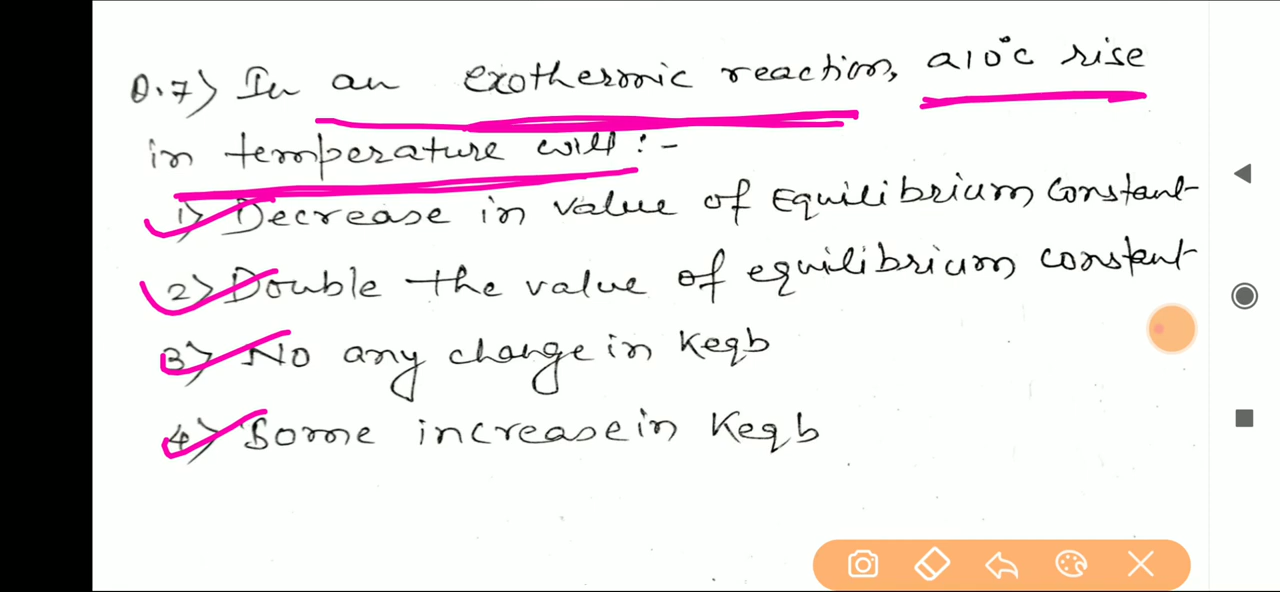 Q.7) In an exothermic reaction, a 10°C rise
in temperature will :-
1) Decrease in value of Equilibrium constant
2) Double the value of equilibrium constant
3) No any change in Keqb
4) Some increase in Keqb